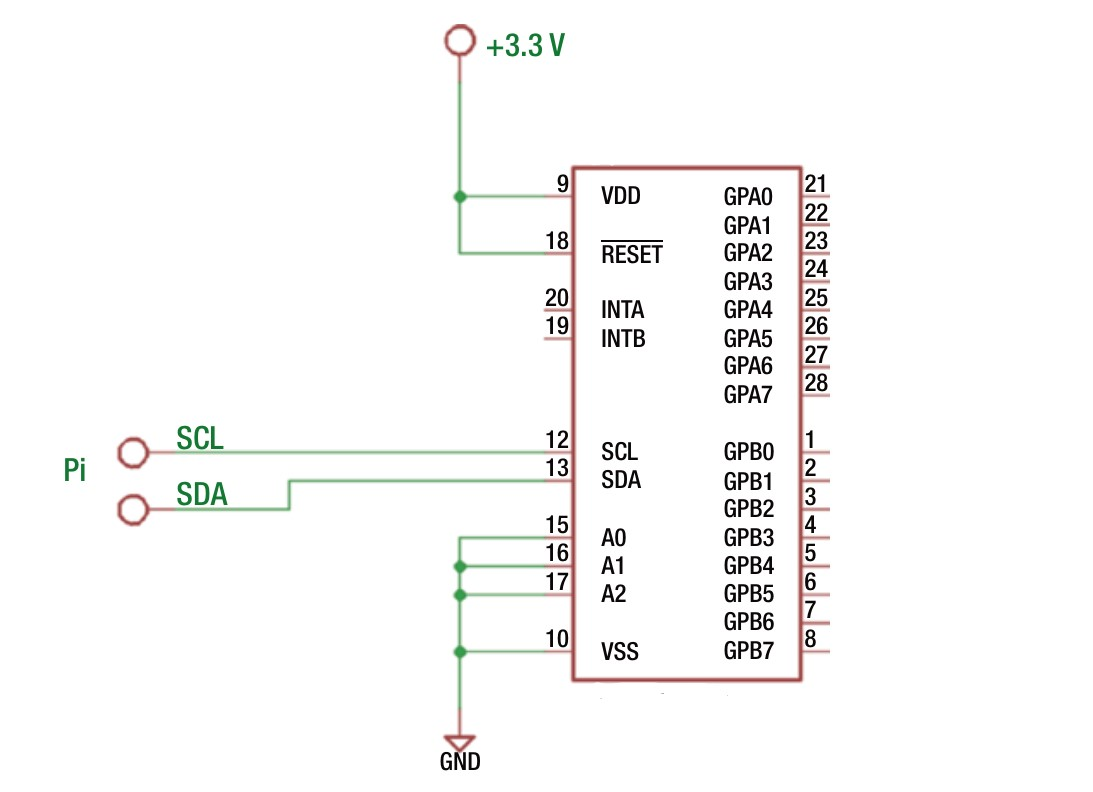 +3.3 V
9 VDD GPA0 21
GPA1 22
18 RESET GPA2 23
GPA3 24
20 INTA GPA4 25
19 INTB GPA5 26
GPA6 27
GPA7 28
Pi
SCL 12 SCL GPB0 1
13 SDA GPB1 2
SDA GPB2 3
15 A0 GPB3 4
16 A1 GPB4 5
17 A2 GPB5 6
GPB6 7
10 VSS GPB7 8
GND